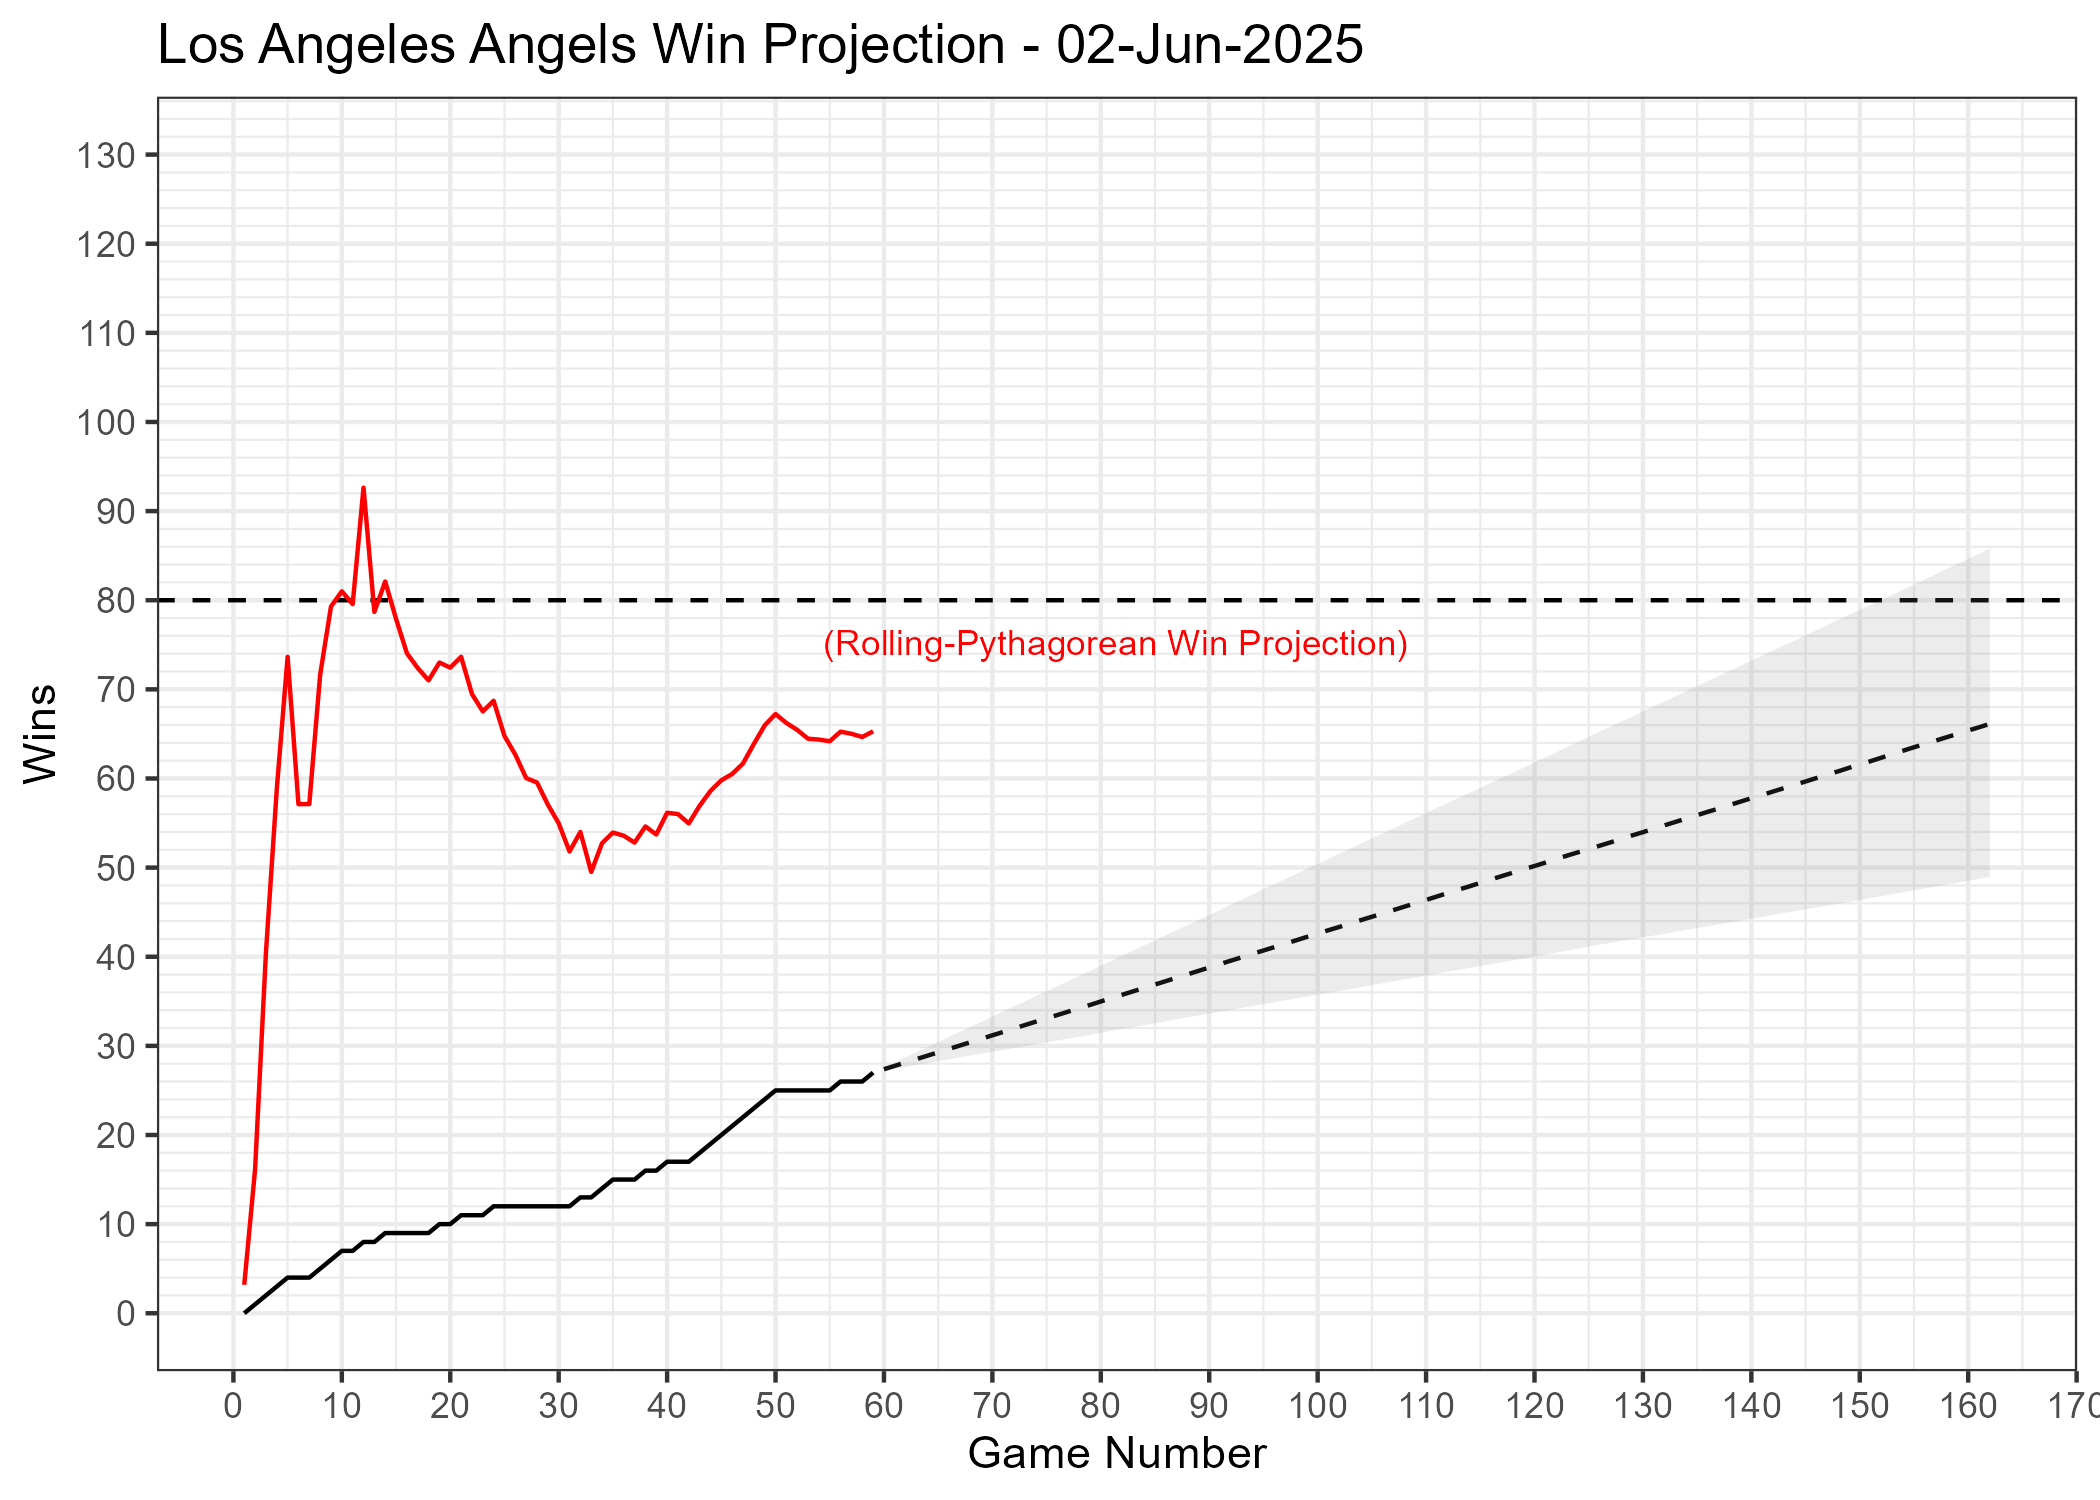 Los Angeles Angels Win Projection - 02-Jun-2025
130
120
110
100
90
80
(Rolling-Pythagorean Win Projection)
70
60
50
40
30
20
10
0
Wins
0 10 20 30 40 50 60 70 80 90 100 110 120 130 140 150 160 170
Game Number